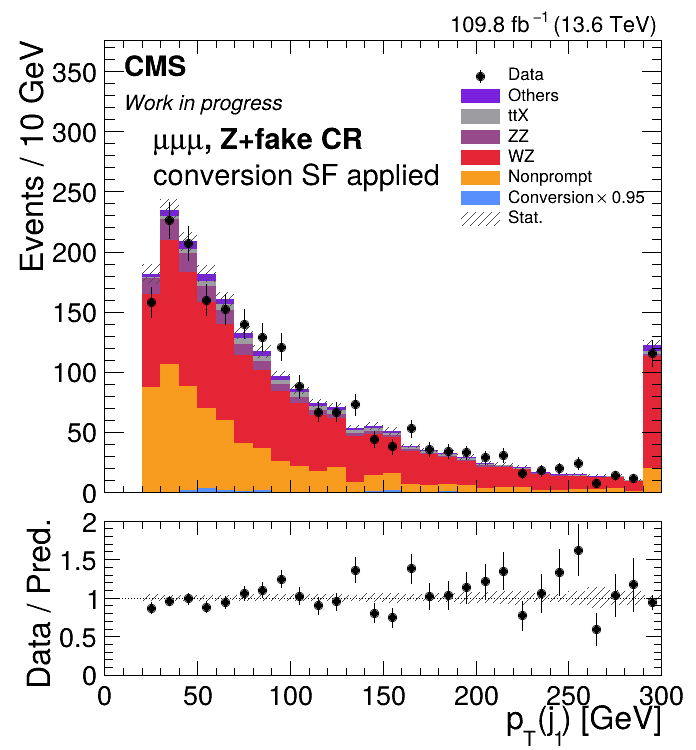 109.8 fb⁻¹ (13.6 TeV)
Events / 10 GeV
350
300
250
200
150
100
50
0
CMS
Work in progress
μμμ, Z+fake CR
conversion SF applied
Data
Others
ttX
ZZ
WZ
Nonprompt
Conversion × 0.95
Stat.
Data / Pred.
2
1.5
1
0.5
0
0 50 100 150 200 250 300
p_T(j_1) [GeV]